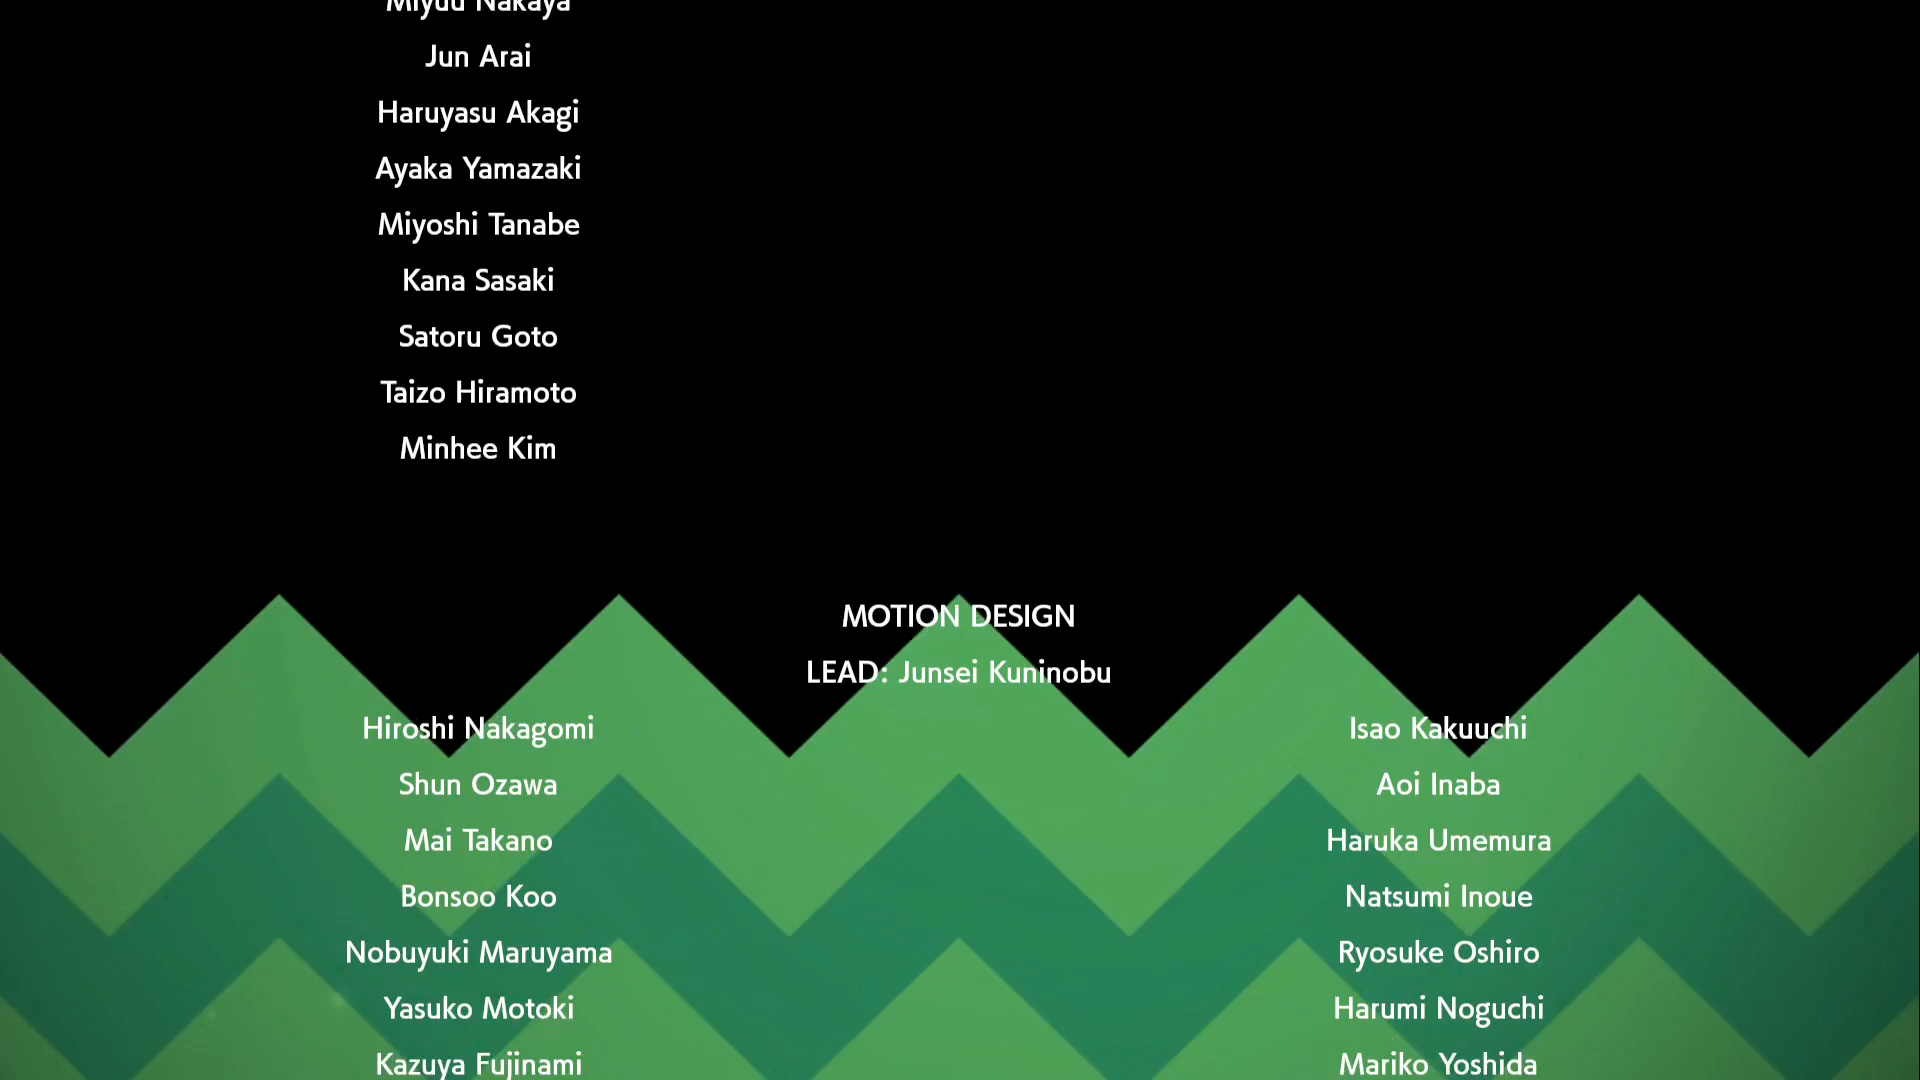 Miyuu Nakaya
Jun Arai
Haruyasu Akagi
Ayaka Yamazaki
Miyoshi Tanabe
Kana Sasaki
Satoru Goto
Taizo Hiramoto
Minhee Kim
MOTION DESIGN
LEAD: Junsei Kuninobu
Hiroshi Nakagomi
Isao Kakuuchi
Shun Ozawa
Aoi Inaba
Mai Takano
Haruka Umemura
Bonsoo Koo
Natsumi Inoue
Nobuyuki Maruyama
Ryosuke Oshiro
Yasuko Motoki
Harumi Noguchi
Kazuya Fujinami
Mariko Yoshida